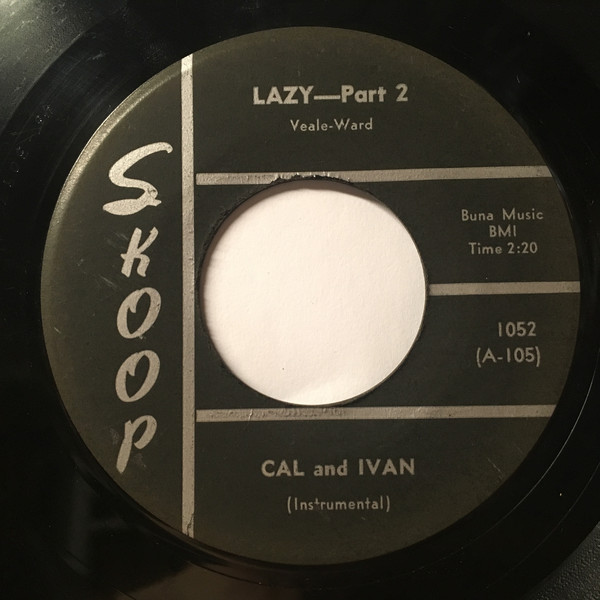 SKOOP
LAZY—Part 2
Veale-Ward
Buna Music
BMI
Time 2:20
1052
(A-105)
CAL and IVAN
(Instrumental)